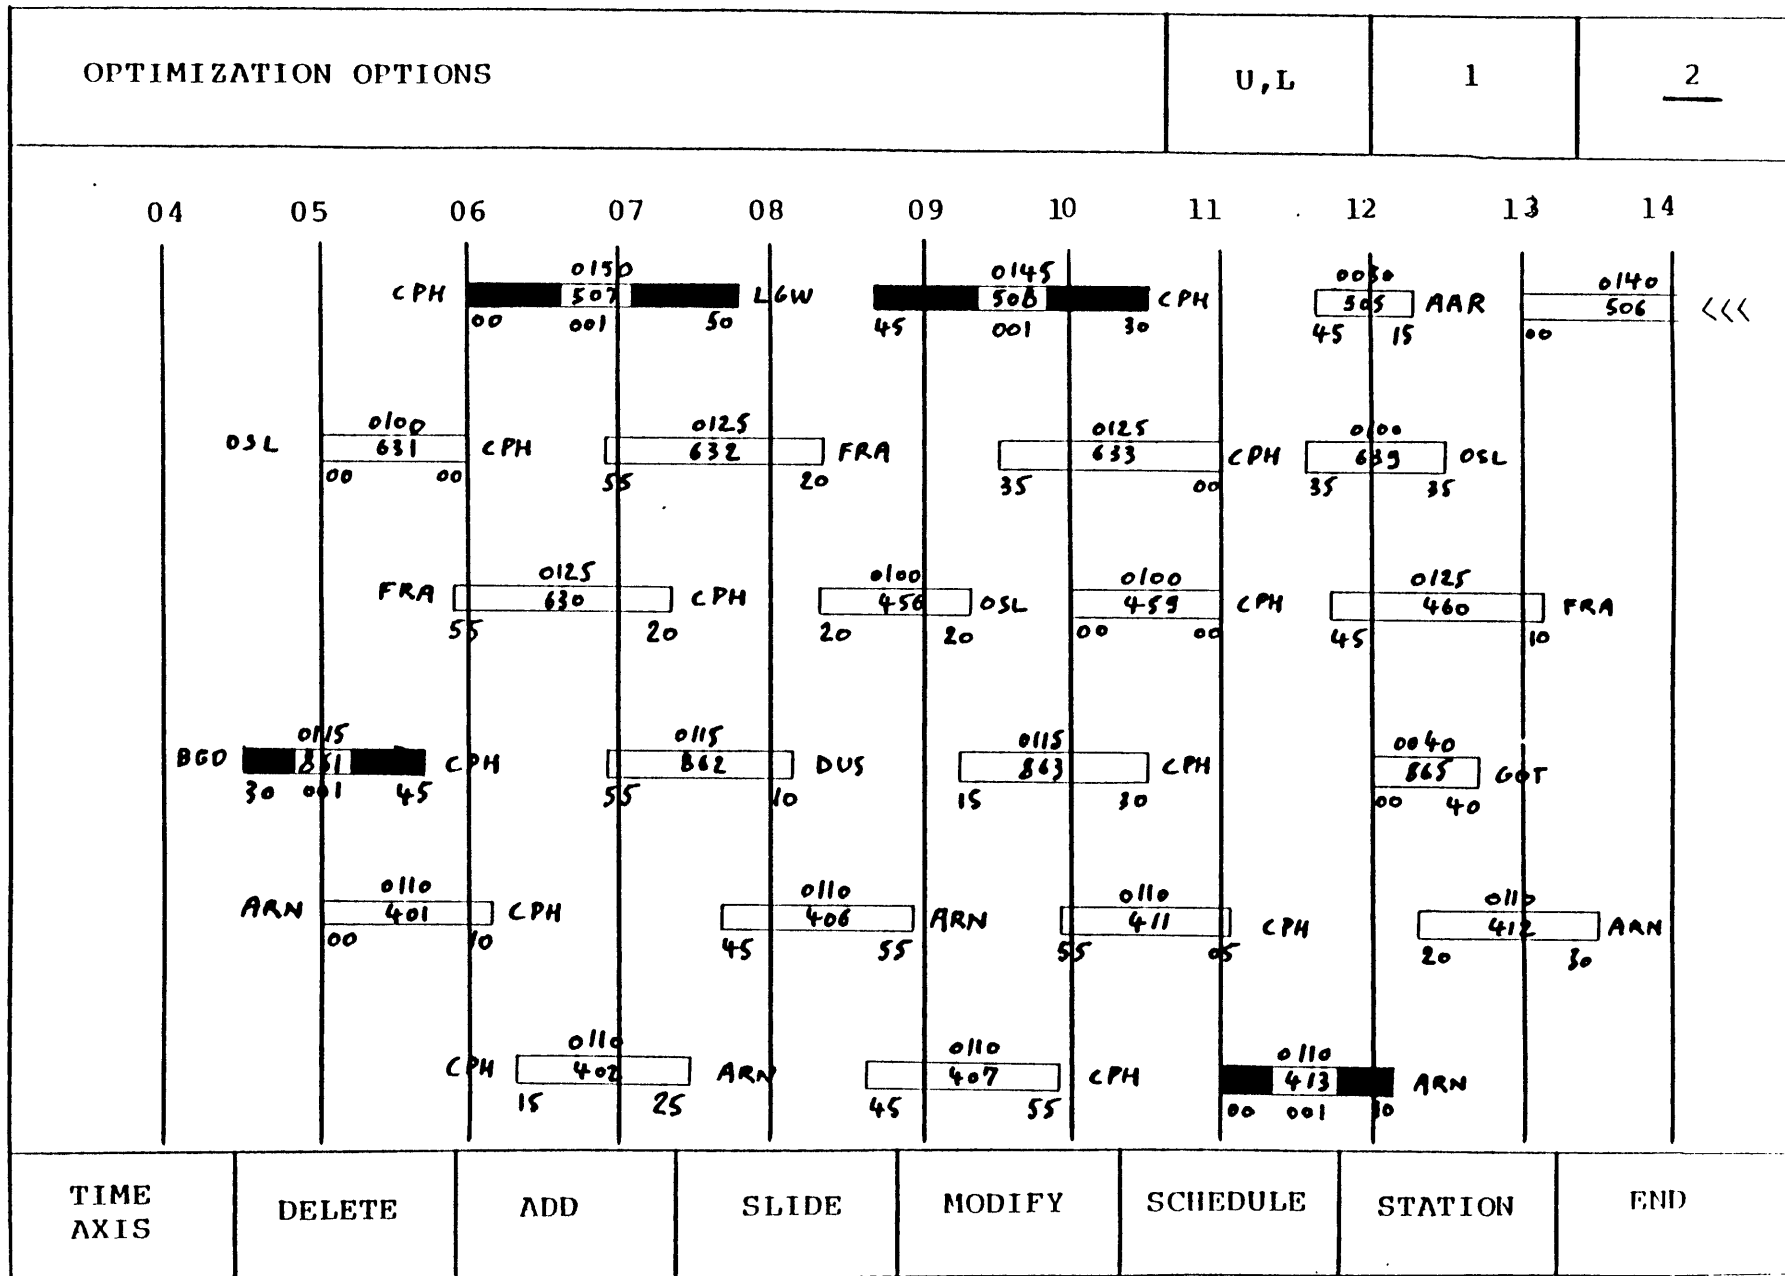 OPTIMIZATION OPTIONS U,L 1 2
04 05 06 07 08 09 10 11 12 13 14
0150 0145 0030 0140
CPH 507 LGW 508 CPH 505 AAR 506 <<<
00 001 50 45 001 30 45 15 00
0100 0125 0125 0100
OSL 631 CPH 632 FRA 633 CPH 639 OSL
00 00 55 20 35 00 35 35
0125 0100 0100 0125
FRA 630 CPH 456 OSL 459 CPH 460 FRA
55 20 20 20 00 00 45 10
0115 0115 0115 0040
BGO 861 CPH 862 DUS 863 CPH 865 GOT
30 001 45 55 10 15 30 00 40
0110 0110 0110 0110
ARN 401 CPH 406 ARN 411 CPH 412 ARN
00 10 45 55 55 05 20 30
0110 0110 0110
CPH 402 ARN 407 CPH 413 ARN
15 25 45 55 00 001 10
TIME AXIS DELETE ADD SLIDE MODIFY SCHEDULE STATION END